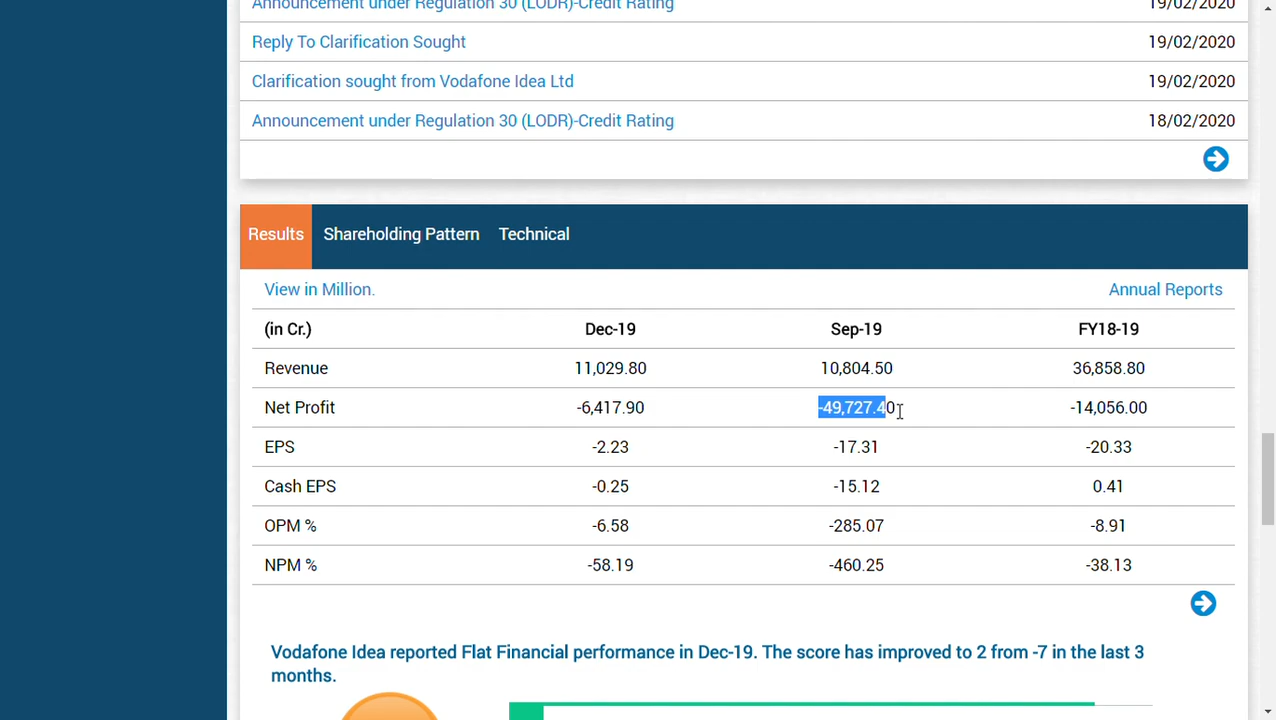 Announcement under Regulation 30 (LODR)-Credit Rating 19/02/2020
Reply To Clarification Sought 19/02/2020
Clarification sought from Vodafone Idea Ltd 19/02/2020
Announcement under Regulation 30 (LODR)-Credit Rating 18/02/2020
Results Shareholding Pattern Technical
View in Million. Annual Reports
(in Cr.) Dec-19 Sep-19 FY18-19
Revenue 11,029.80 10,804.50 36,858.80
Net Profit -6,417.90 -49,727.40 -14,056.00
EPS -2.23 -17.31 -20.33
Cash EPS -0.25 -15.12 0.41
OPM % -6.58 -285.07 -8.91
NPM % -58.19 -460.25 -38.13
Vodafone Idea reported Flat Financial performance in Dec-19. The score has improved to 2 from -7 in the last 3
months.